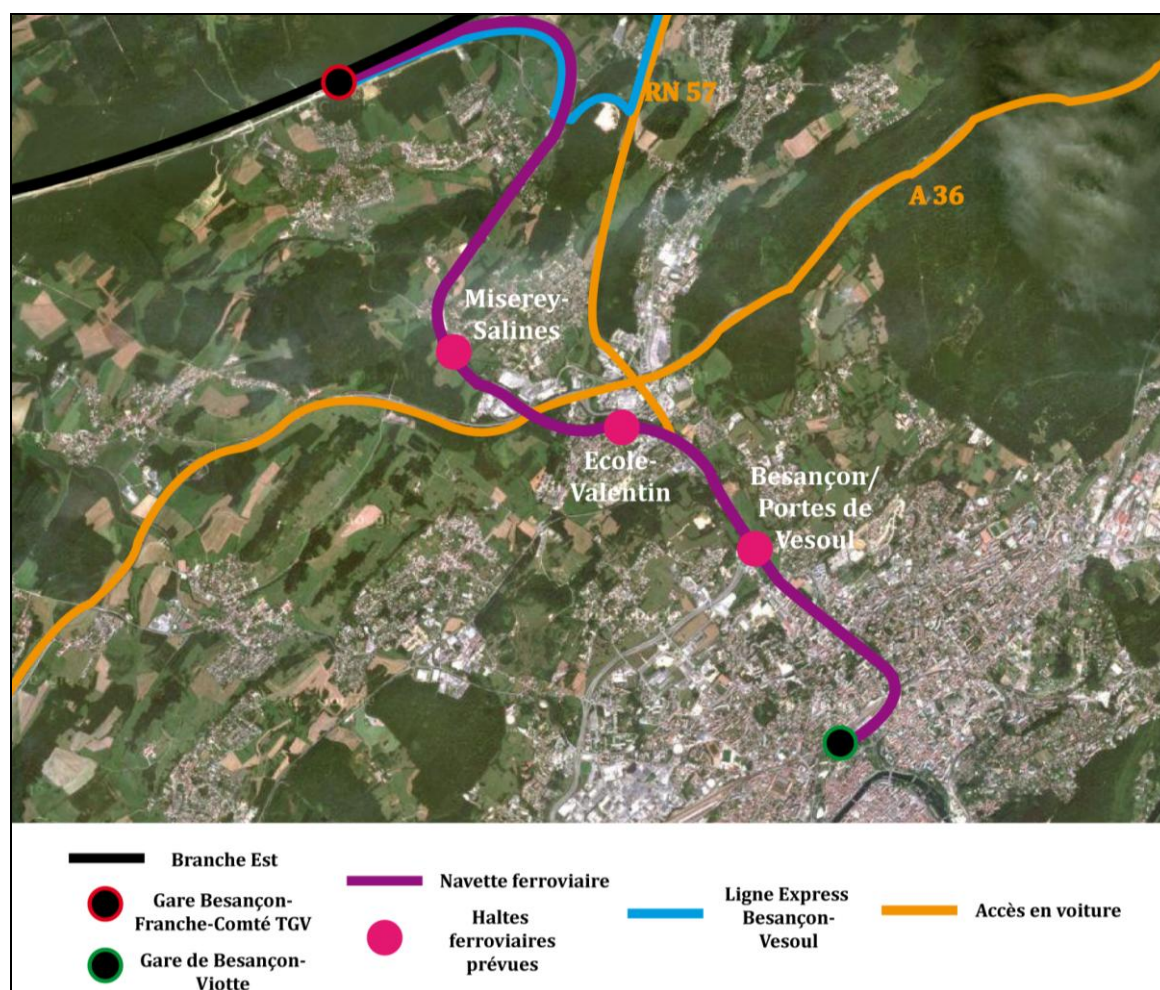 RN 57
A 36
Miserey-
Salines
Ecole-
Valentin
Besançon/
Portes de
Vesoul
Branche Est
Gare Besançon-
Franche-Comté TGV
Gare de Besançon-
Viotte
Navette ferroviaire
Haltes
ferroviaires
prévues
Ligne Express
Besançon-
Vesoul
Accès en voiture